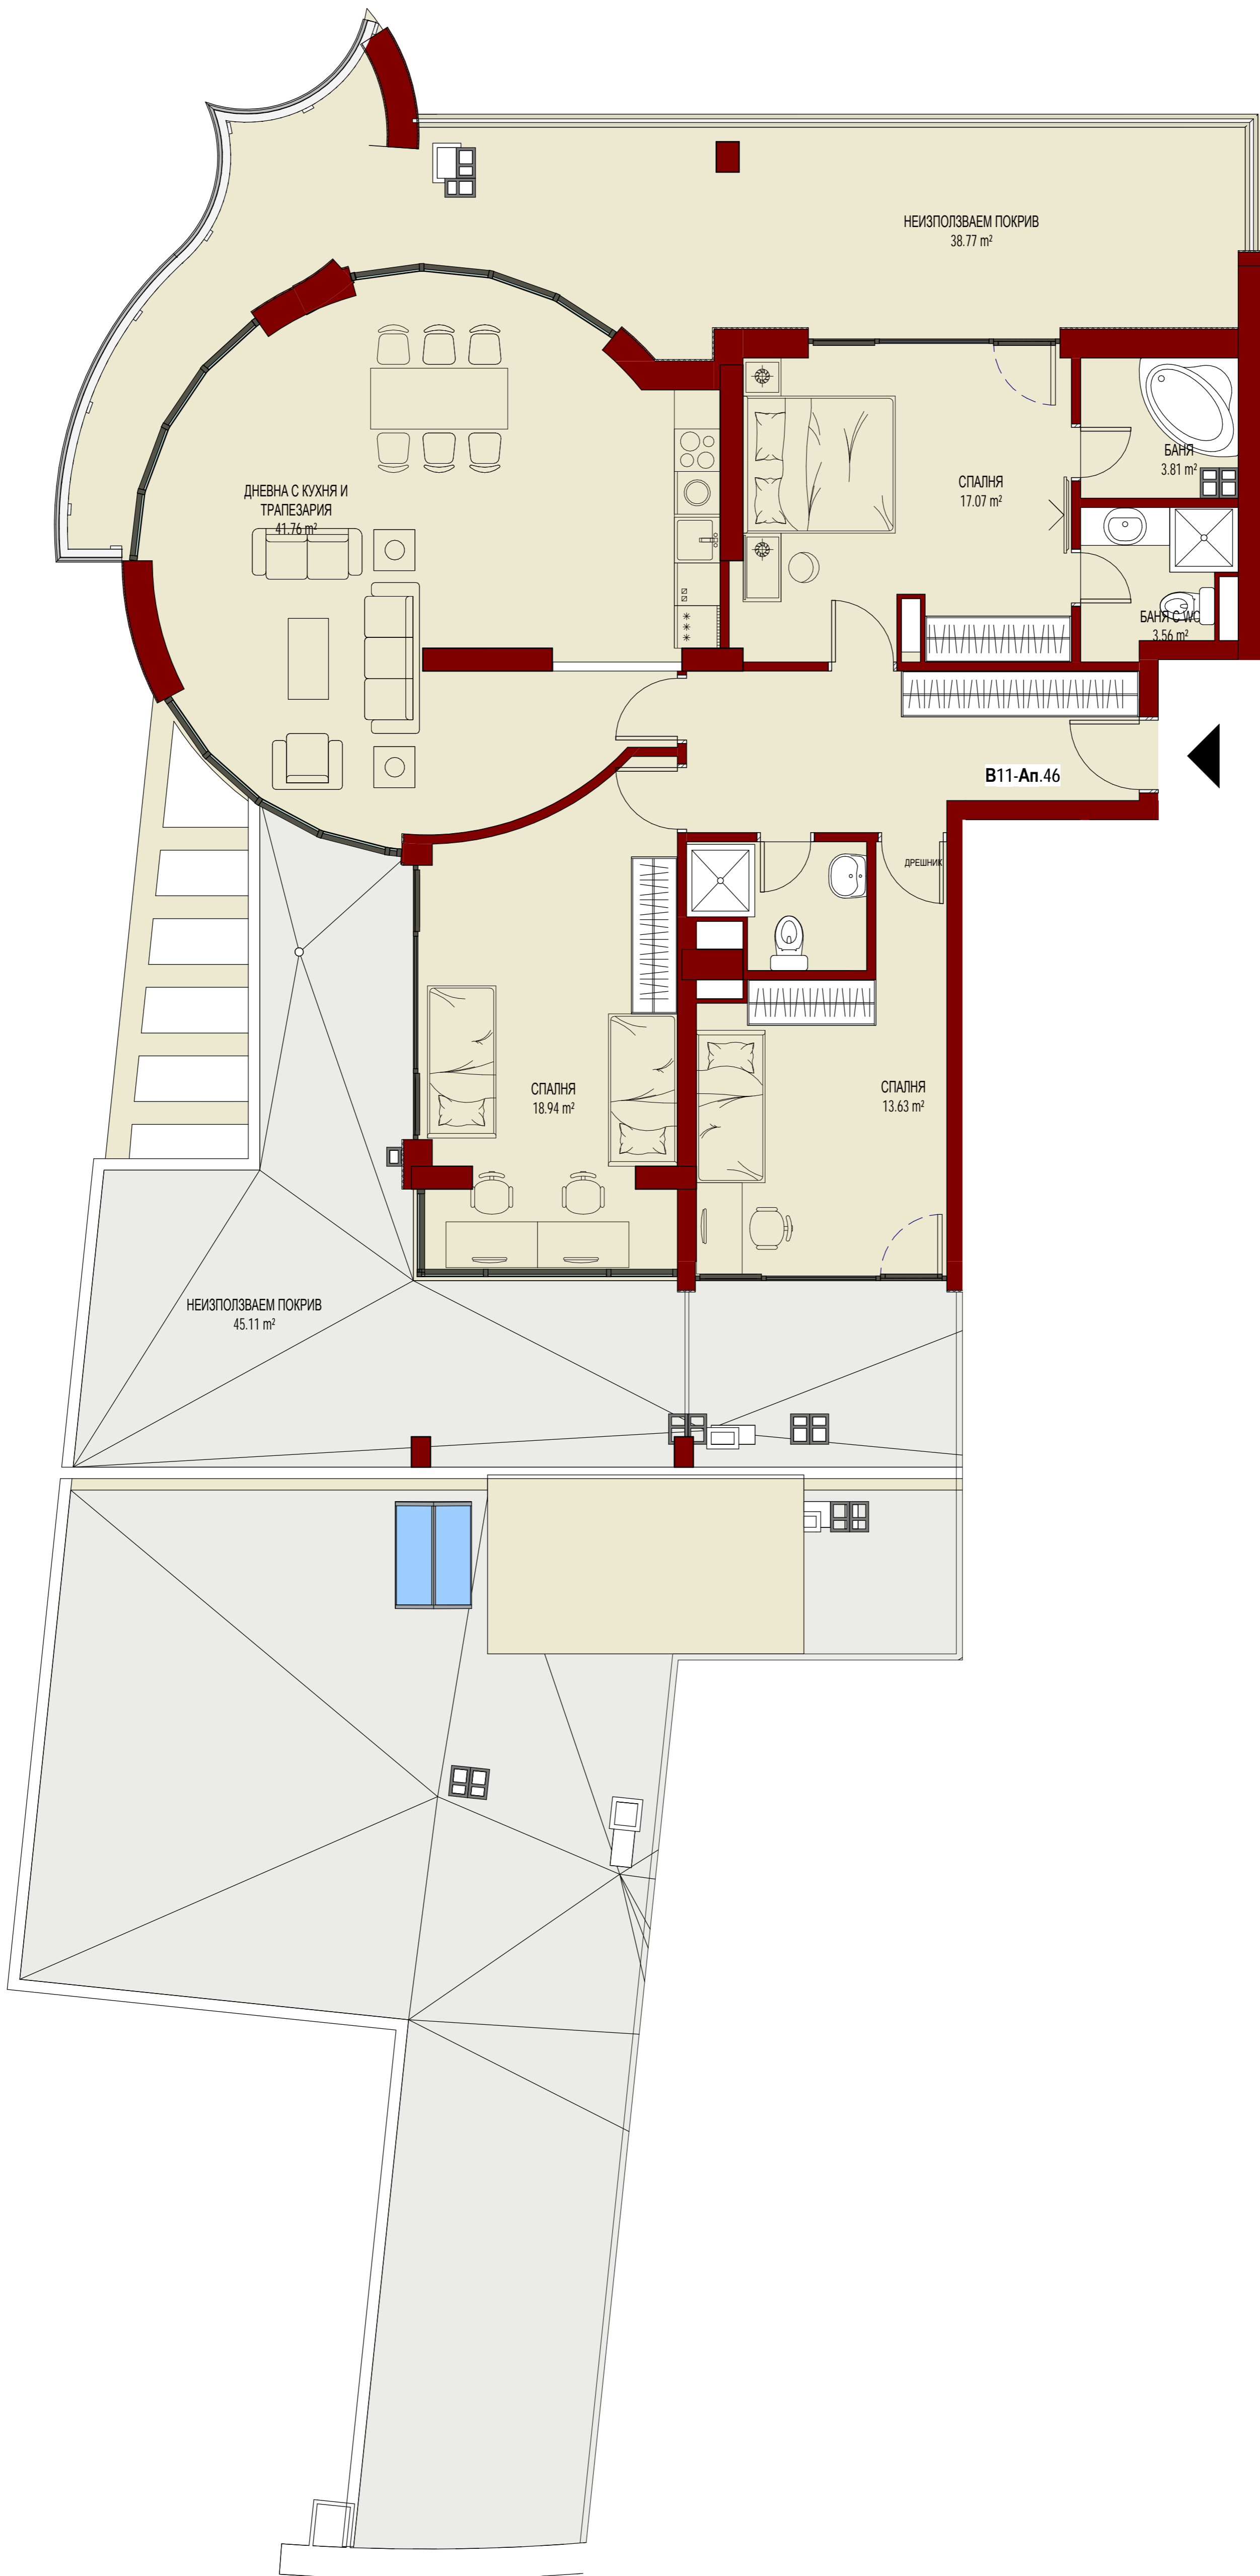 НЕИЗПОЛЗВАЕМ ПОКРИВ
38.77 m²
ДНЕВНА С КУХНЯ И
ТРАПЕЗАРИЯ
41.76 m²
СПАЛНЯ
17.07 m²
БАНЯ
3.81 m²
БАНЯ С WC
3.56 m²
В11-Ап.46
ДРЕШНИК
СПАЛНЯ
18.94 m²
СПАЛНЯ
13.63 m²
НЕИЗПОЛЗВАЕМ ПОКРИВ
45.11 m²